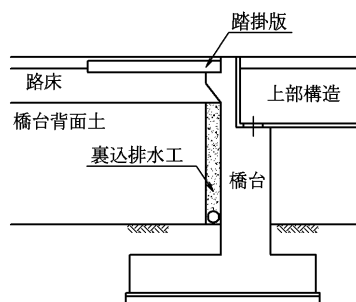 踏掛版
路床
上部構造
橋台背面土
裏込排水工
橋台